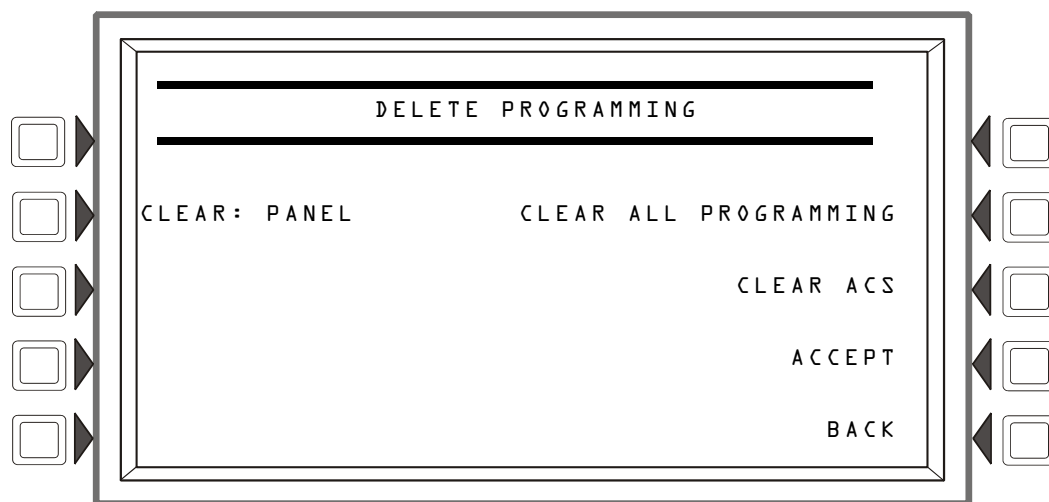 DELETE PROGRAMMING
CLEAR: PANEL CLEAR ALL PROGRAMMING
CLEAR ACS
ACCEPT
BACK